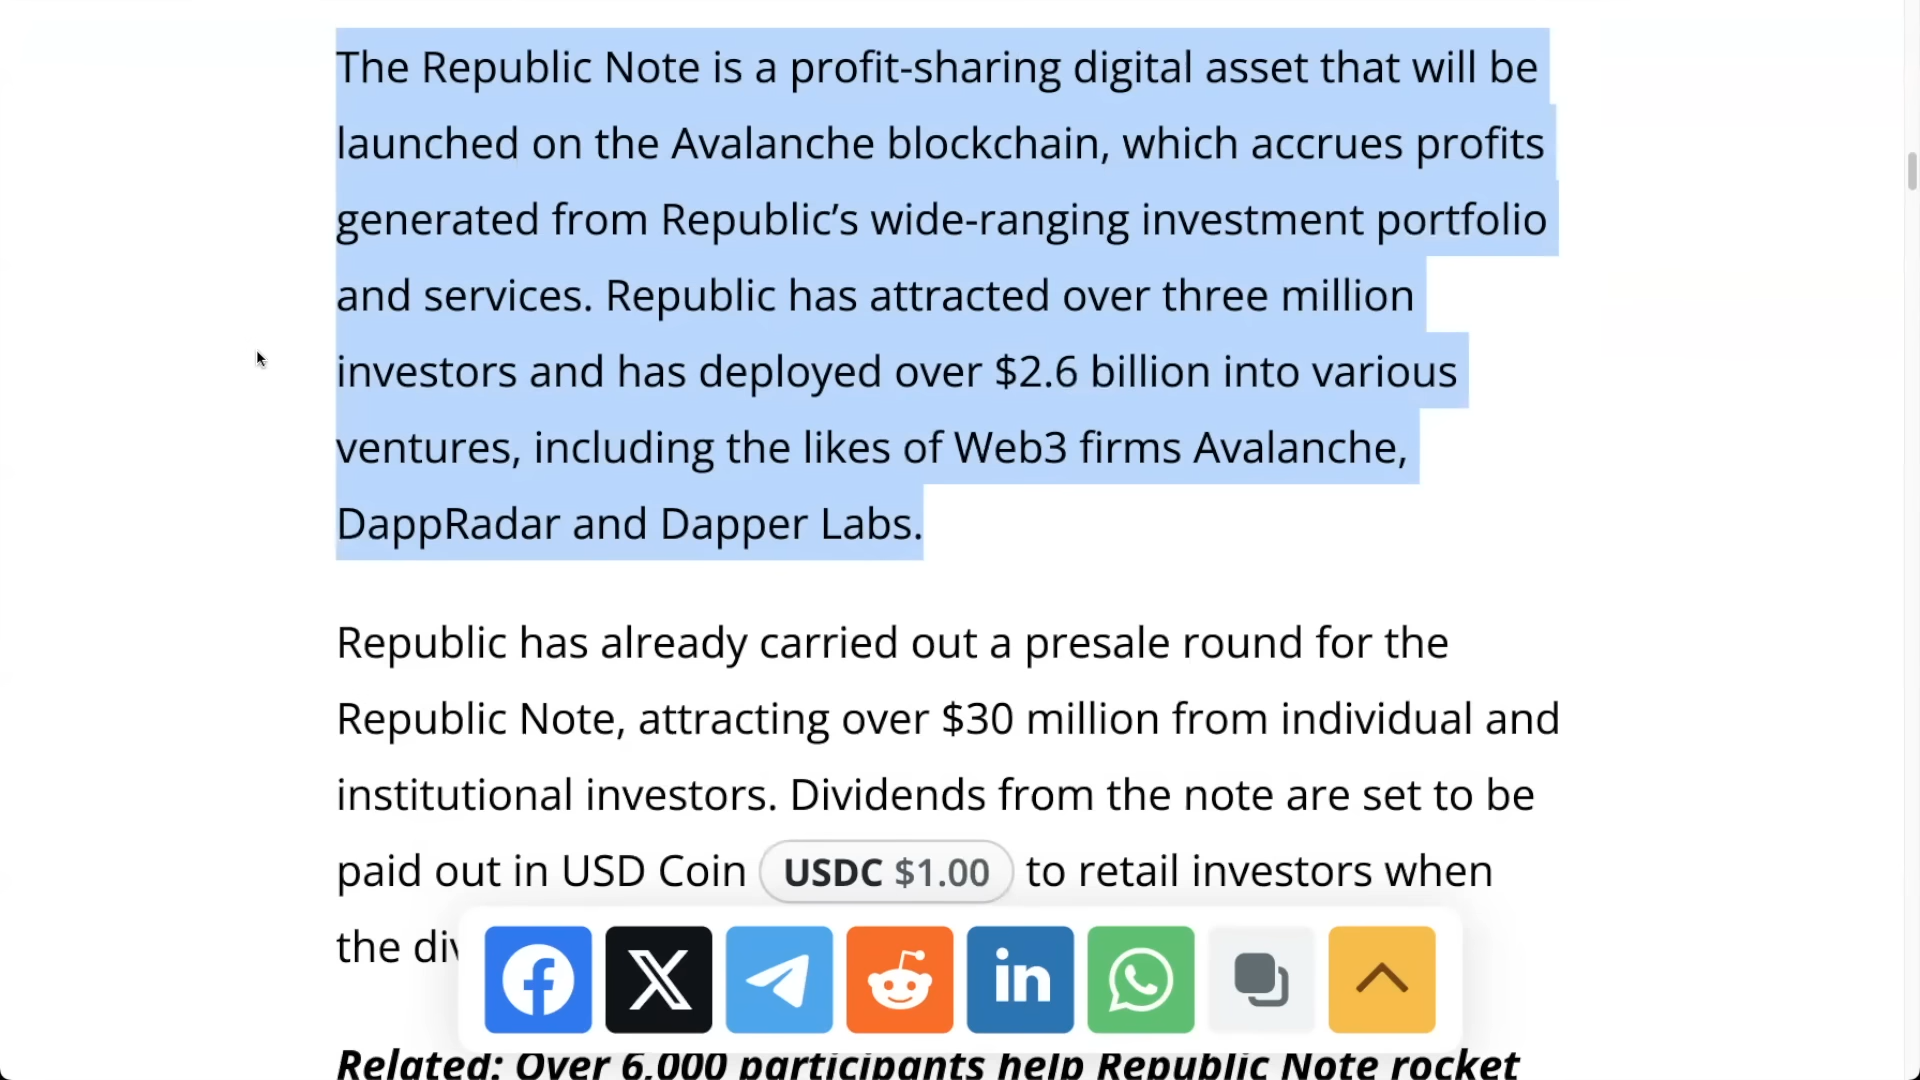 The Republic Note is a profit-sharing digital asset that will be
launched on the Avalanche blockchain, which accrues profits
generated from Republic’s wide-ranging investment portfolio
and services. Republic has attracted over three million
investors and has deployed over $2.6 billion into various
ventures, including the likes of Web3 firms Avalanche,
DappRadar and Dapper Labs.
Republic has already carried out a presale round for the
Republic Note, attracting over $30 million from individual and
institutional investors. Dividends from the note are set to be
paid out in USD Coin USDC $1.00 to retail investors when
the div
Related: Over 6,000 participants help Republic Note rocket